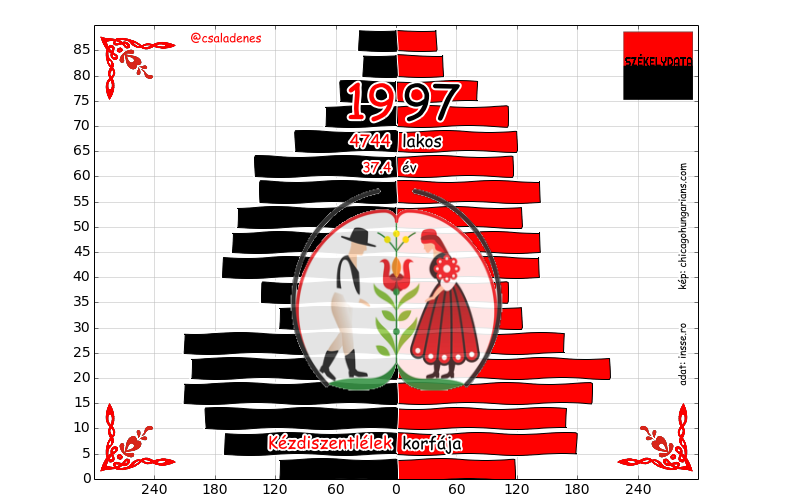 @csaladenes
SZÉKELYDATA
1997
4744 lakos
37.4 év
kép: chicagohungarians.com
adat: insse.ro
Kézdiszentlélek korfája
85
80
75
70
65
60
55
50
45
40
35
30
25
20
15
10
5
0
240 180 120 60 0 60 120 180 240